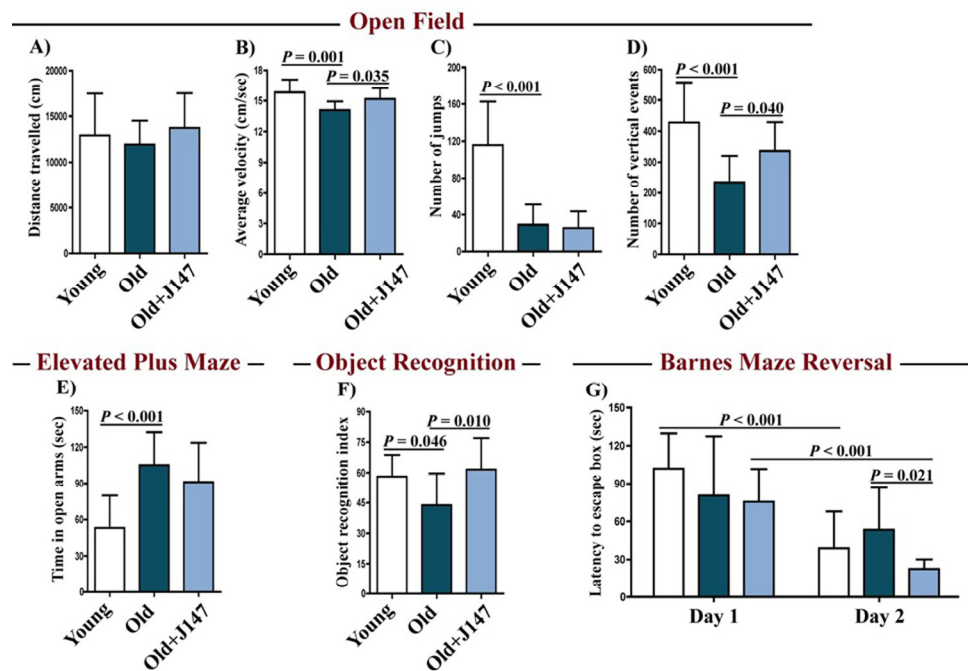 Open Field
A)
Distance travelled (cm)
20000
15000
10000
5000
0
Young
Old
Old+J147
B)
P = 0.001
P = 0.035
Average velocity (cm/sec)
18
15
12
9
6
3
0
Young
Old
Old+J147
C)
P < 0.001
Number of jumps
200
160
120
80
40
0
Young
Old
Old+J147
D)
P < 0.001
P = 0.040
Number of vertical events
600
500
400
300
200
100
0
Young
Old
Old+J147
Elevated Plus Maze
E)
P < 0.001
Time in open arms (sec)
150
120
90
60
30
0
Young
Old
Old+J147
Object Recognition
F)
P = 0.010
P = 0.046
Object recognition index
90
75
60
45
30
15
0
Young
Old
Old+J147
Barnes Maze Reversal
G)
P < 0.001
P < 0.001
P = 0.021
Latency to escape box (sec)
150
120
90
60
30
0
Day 1
Day 2